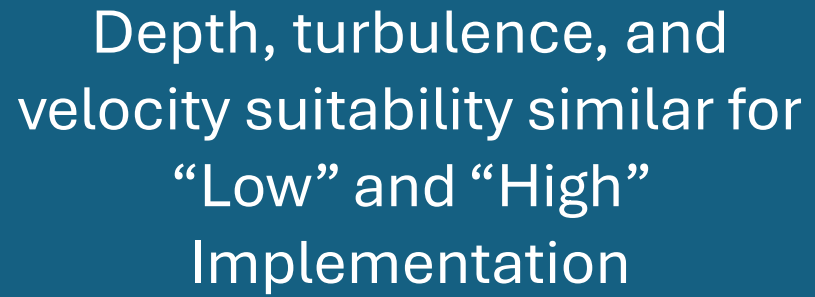 Depth, turbulence, and
velocity suitability similar for
“Low” and “High”
Implementation